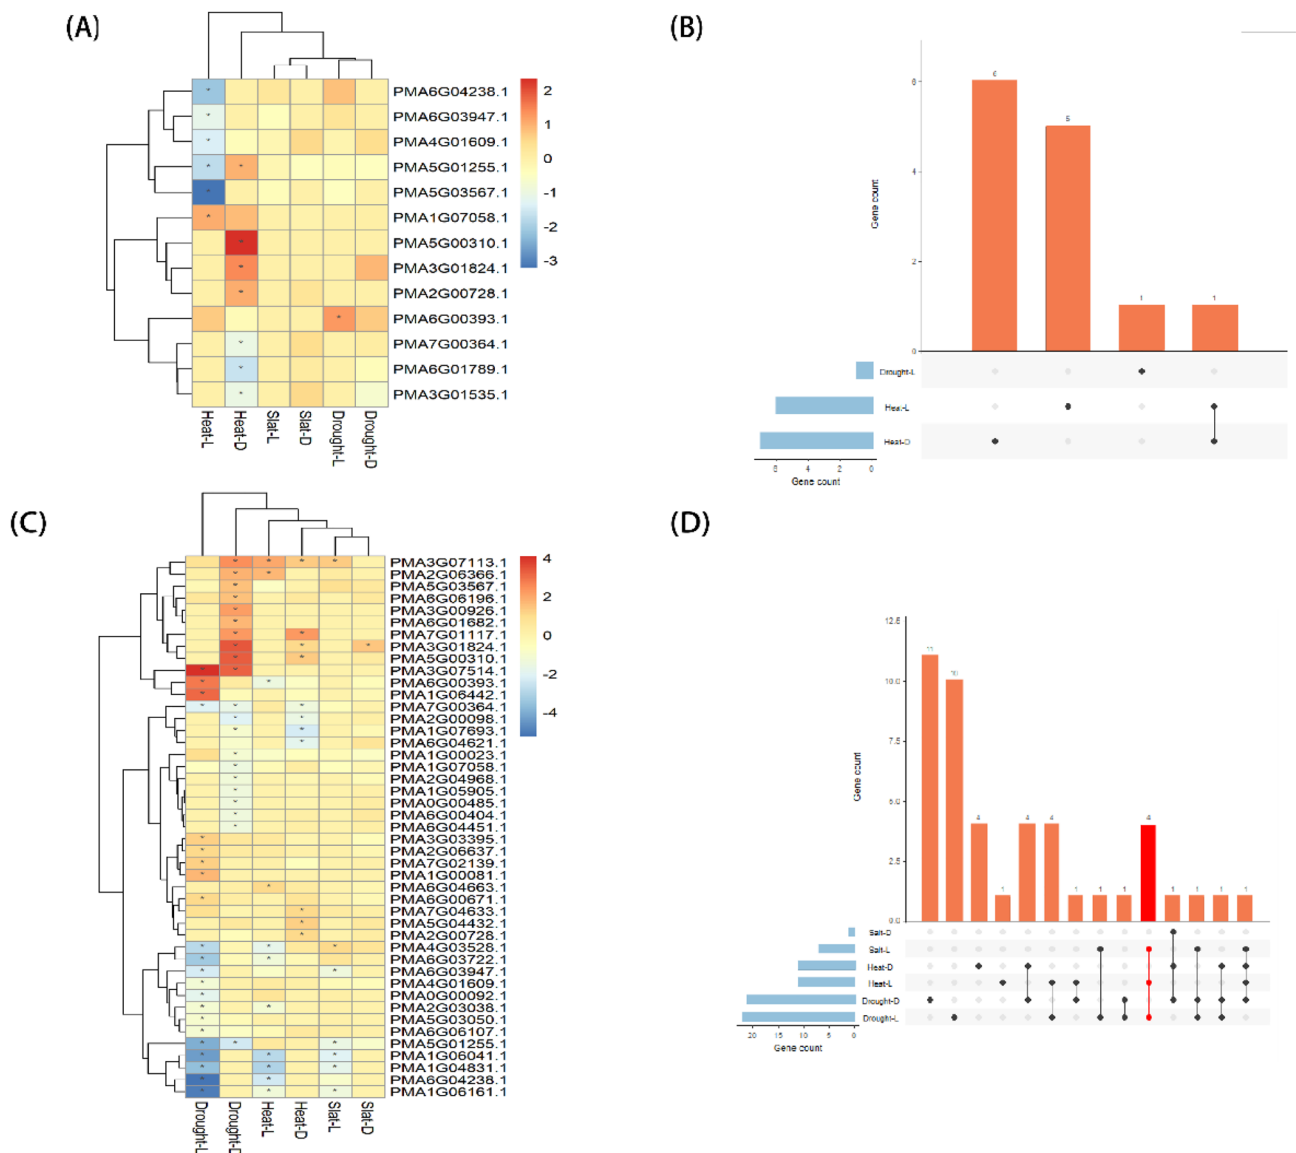 (A)
PMA6G04238.1
PMA6G03947.1
PMA4G01609.1
PMA5G01255.1
PMA5G03567.1
PMA1G07058.1
PMA5G00310.1
PMA3G01824.1
PMA2G00728.1
PMA6G00393.1
PMA7G00364.1
PMA6G01789.1
PMA3G01535.1
2
1
0
-1
-2
-3
Heat-L
Heat-D
Slat-L
Slat-D
Drought-L
Drought-D
(B)
Gene count
6
4
2
0
6
5
1
1
Drought-L
Heat-L
Heat-D
6 4 2 0
Gene count
(C)
PMA3G07113.1
PMA2G06366.1
PMA5G03567.1
PMA6G06196.1
PMA3G00926.1
PMA6G01682.1
PMA7G01117.1
PMA3G01824.1
PMA5G00310.1
PMA3G07514.1
PMA6G00393.1
PMA1G06442.1
PMA7G00364.1
PMA2G00098.1
PMA1G07693.1
PMA6G04621.1
PMA1G00023.1
PMA1G07058.1
PMA2G04968.1
PMA1G05905.1
PMA0G00485.1
PMA6G00404.1
PMA6G04451.1
PMA3G03395.1
PMA2G06637.1
PMA7G02139.1
PMA1G00081.1
PMA6G04663.1
PMA6G00671.1
PMA7G04633.1
PMA5G04432.1
PMA2G00728.1
PMA4G03528.1
PMA6G03722.1
PMA6G03947.1
PMA4G01609.1
PMA0G00092.1
PMA2G03038.1
PMA5G03050.1
PMA6G06107.1
PMA5G01255.1
PMA1G06041.1
PMA1G04831.1
PMA6G04238.1
PMA1G06161.1
4
2
0
-2
-4
Drought-L
Drought-D
Heat-L
Heat-D
Slat-L
Slat-D
(D)
Gene count
12.5
10.0
7.5
5.0
2.5
0.0
11
10
4
1
4
4
1
1
1
4
1
1
1
1
Salt-D
Salt-L
Heat-D
Heat-L
Drought-D
Drought-L
20 15 10 5 0
Gene count